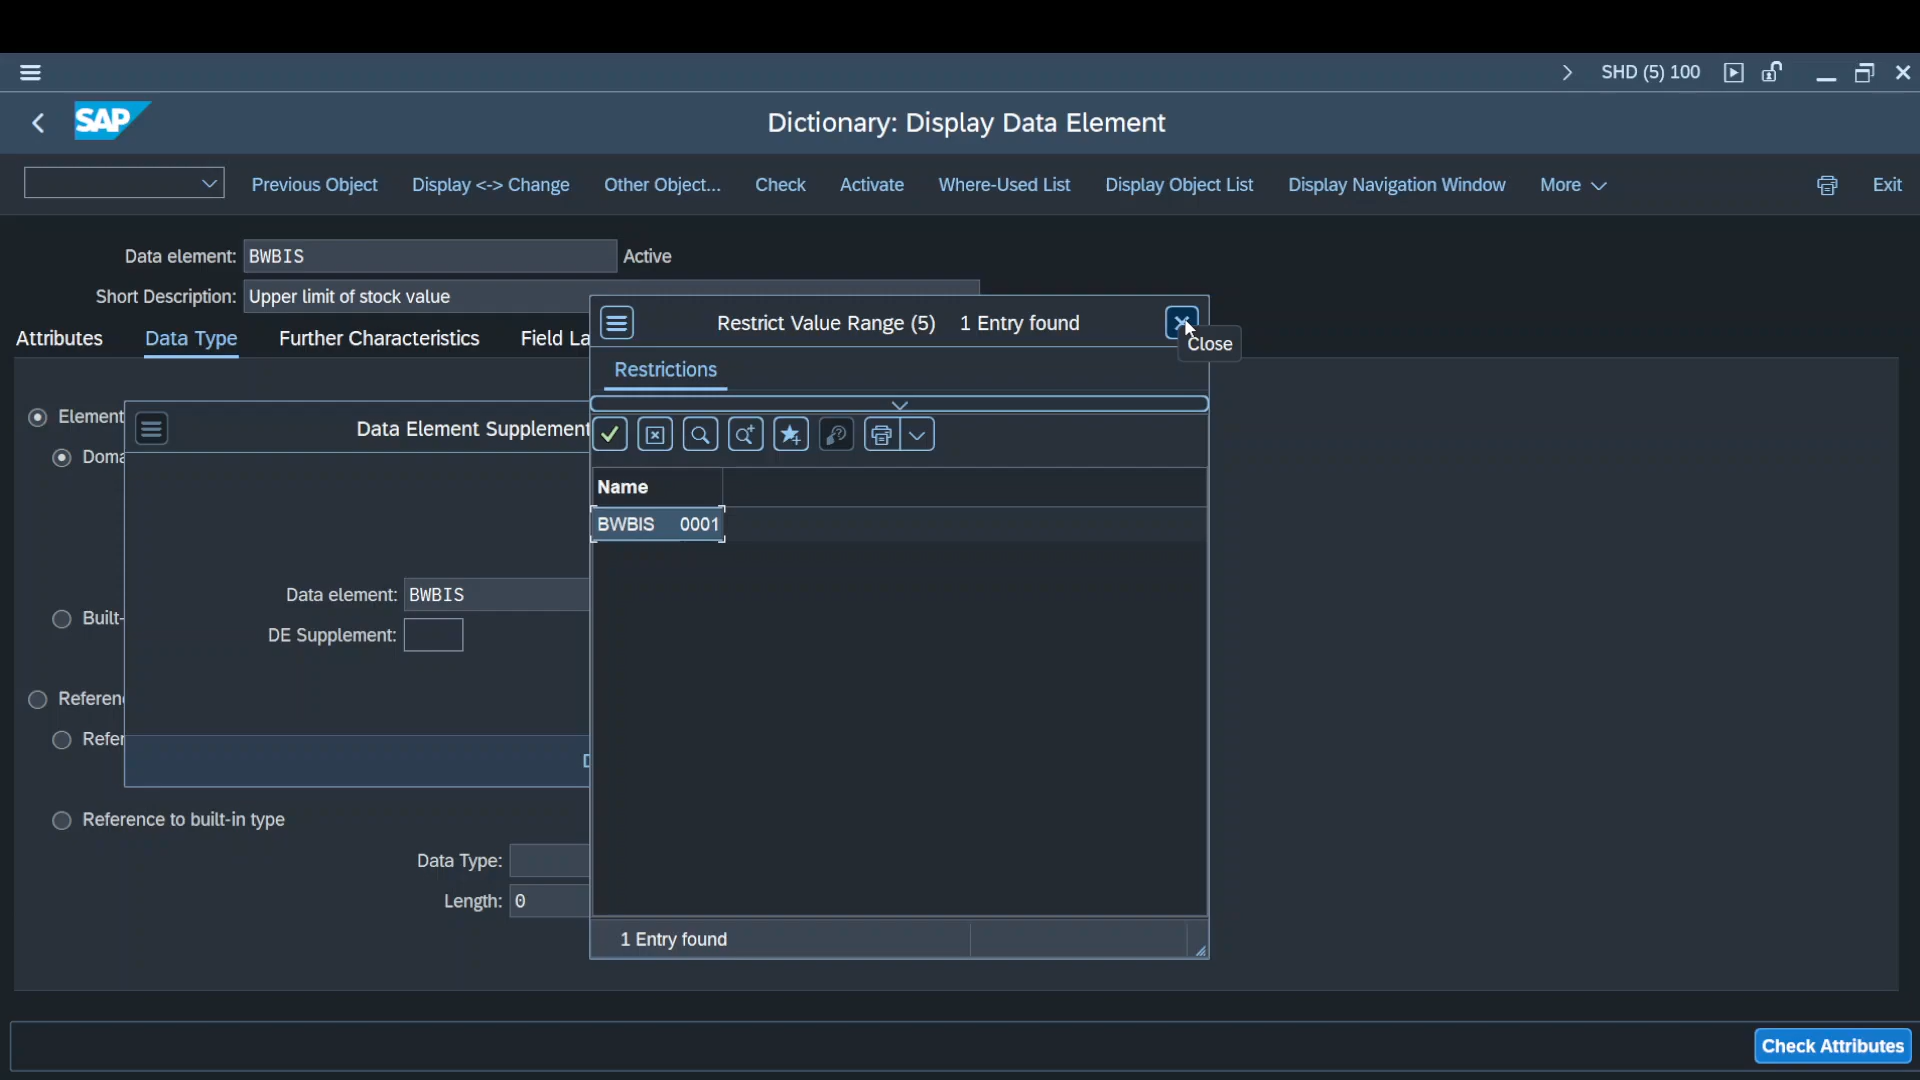 SHD (5) 100
SAP
Dictionary: Display Data Element
Previous Object
Display <-> Change
Other Object...
Check
Activate
Where-Used List
Display Object List
Display Navigation Window
More
Exit
Data element: BWBIS Active
Short Description: Upper limit of stock value
Attributes
Data Type
Further Characteristics
Field La
Restrict Value Range (5) 1 Entry found
Close
Restrictions
Element
Data Element Supplement
Doma
Name
BWBIS 0001
Data element: BWBIS
Built-
DE Supplement:
Referen
Refer
Reference to built-in type
Data Type:
Length: 0
1 Entry found
Check Attributes